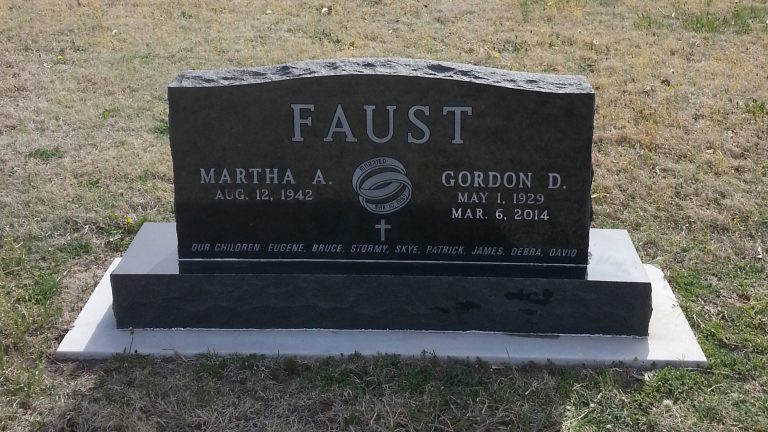 FAUST
MARTHA A.
AUG. 12, 1942
MARRIED
GORDON D.
MAY 1, 1929
MAR. 6, 2014
OUR CHILDREN: EUGENE, BRUCE, STORMY, SKYE, PATRICK, JAMES, DEBRA, DAVID